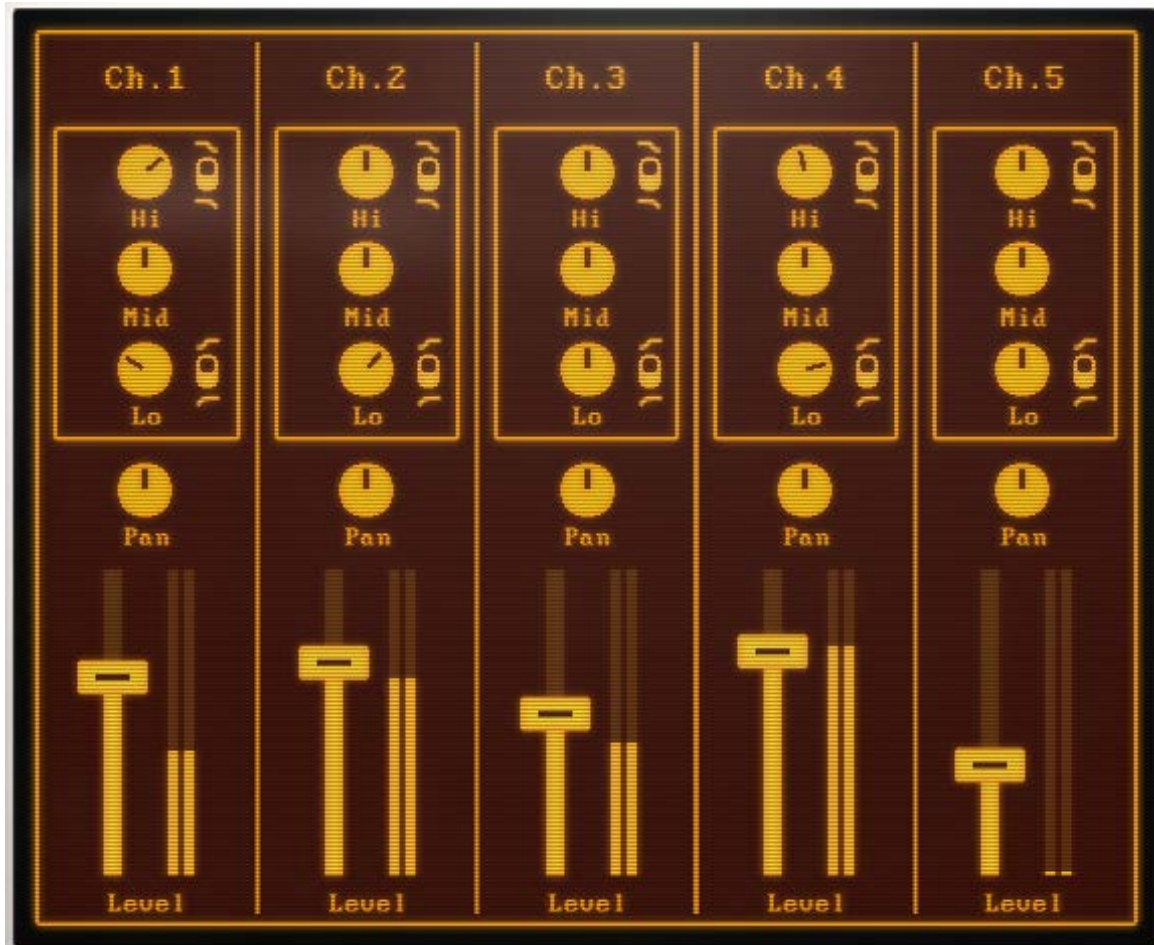 Ch.1 Ch.2 Ch.3 Ch.4 Ch.5
Hi Hi Hi Hi Hi
Mid Mid Mid Mid Mid
Lo Lo Lo Lo Lo
Pan Pan Pan Pan Pan
Level Level Level Level Level